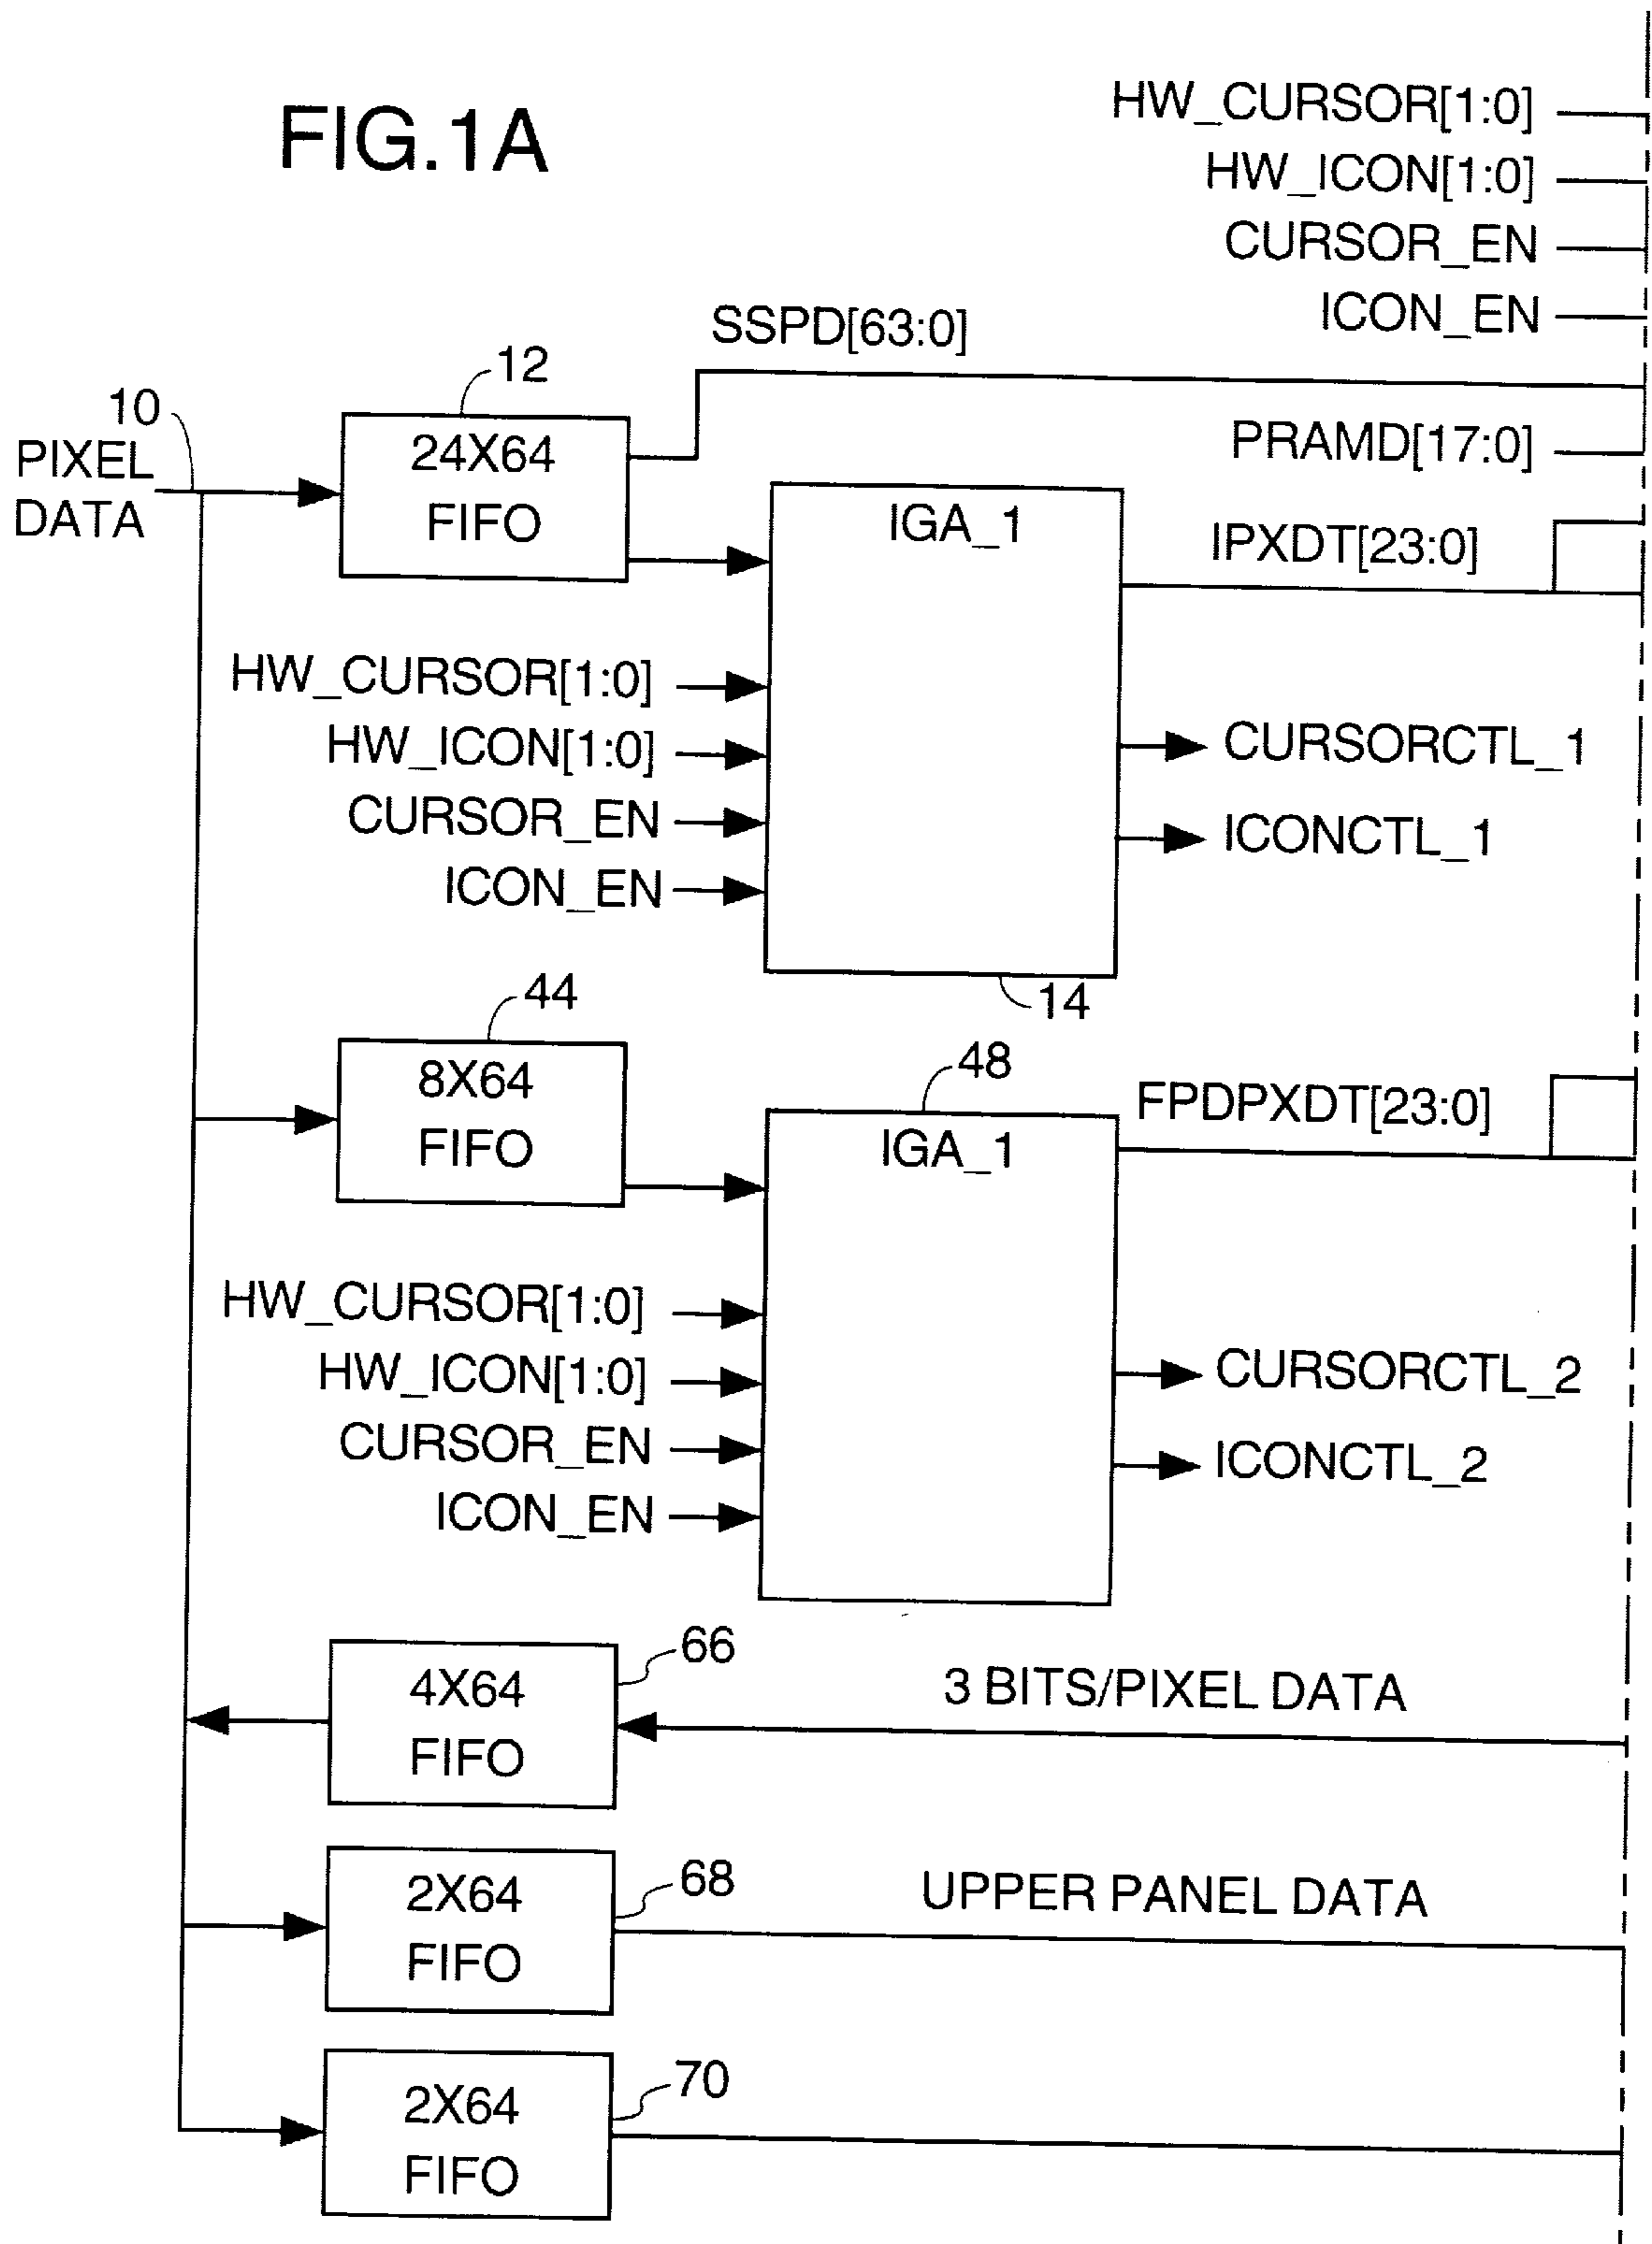 FIG.1A
HW_CURSOR[1:0]
HW_ICON[1:0]
CURSOR_EN
ICON_EN
SSPD[63:0]
12
10
PIXEL
DATA
24X64
FIFO
PRAMD[17:0]
IGA_1
IPXDT[23:0]
HW_CURSOR[1:0]
HW_ICON[1:0]
CURSOR_EN
ICON_EN
CURSORCTL_1
ICONCTL_1
14
44
8X64
FIFO
48
IGA_1
FPDPXDT[23:0]
HW_CURSOR[1:0]
HW_ICON[1:0]
CURSOR_EN
ICON_EN
CURSORCTL_2
ICONCTL_2
66
4X64
FIFO
3 BITS/PIXEL DATA
68
2X64
FIFO
UPPER PANEL DATA
70
2X64
FIFO